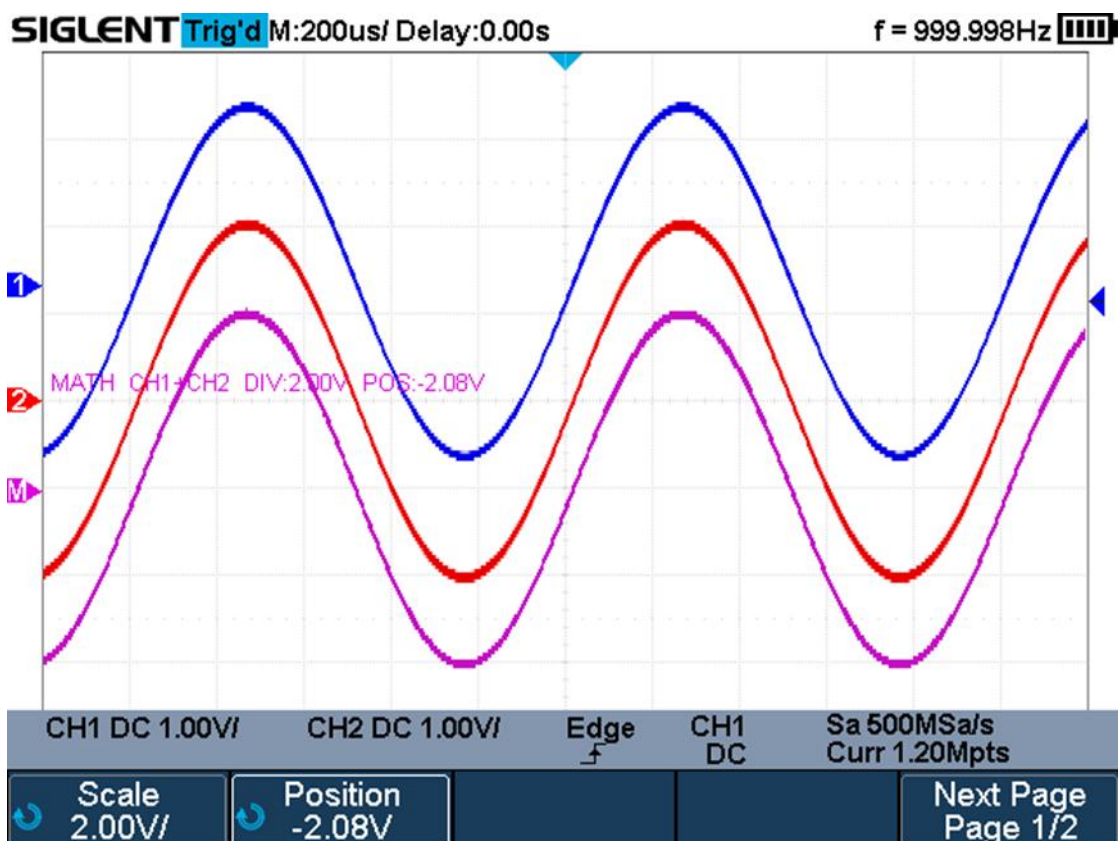 SIGLENT Trig'd M:200us/ Delay:0.00s f = 999.998Hz
1
MATH CH1+CH2 DIV:2.00V POS:-2.08V
2
M
CH1 DC 1.00V/ CH2 DC 1.00V/ Edge CH1 Sa 500MSa/s
DC Curr 1.20Mpts
Scale Position Next Page
2.00V/ -2.08V Page 1/2